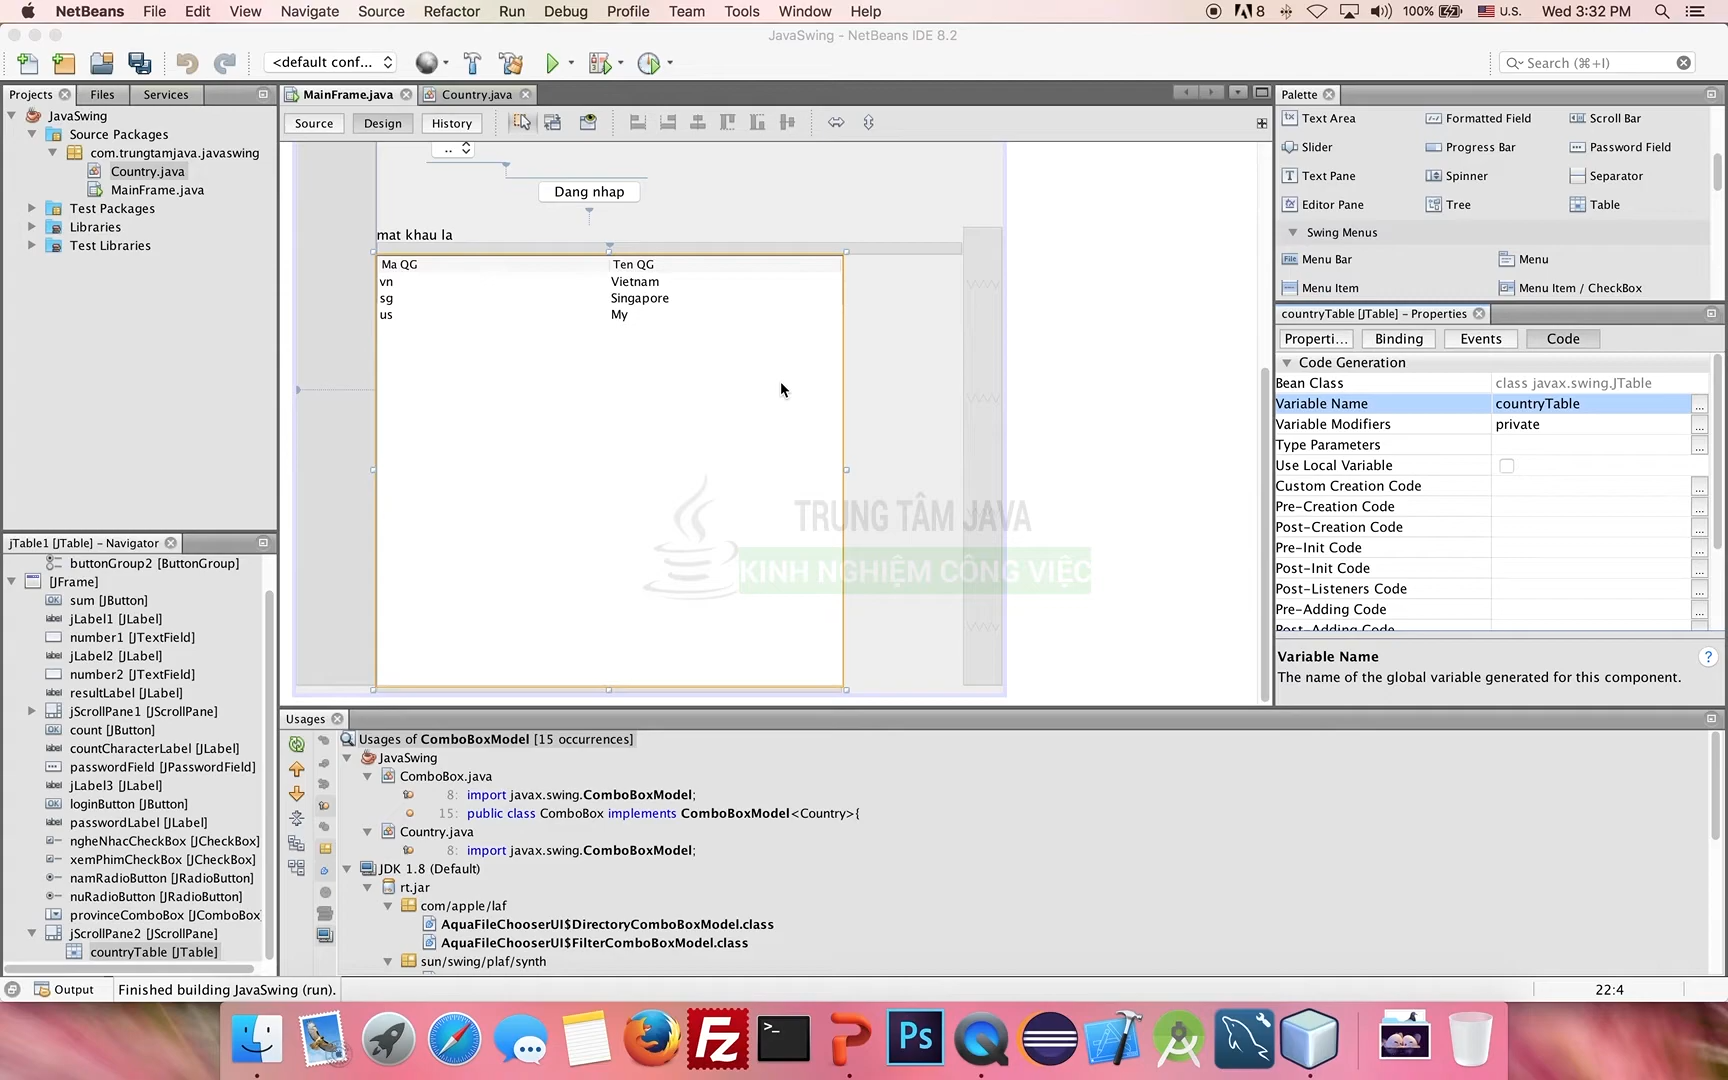 NetBeans File Edit View Navigate Source Refactor Run Debug Profile Team Tools Window Help 8 100% U.S. Wed 3:32 PM
JavaSwing - NetBeans IDE 8.2
<default conf... Search (⌘+I)
Projects Files Services
JavaSwing
Source Packages
com.trungtamjava.javaswing
Country.java
MainFrame.java
Test Packages
Libraries
Test Libraries
MainFrame.java Country.java
Source Design History
..
Dang nhap
mat khau la
Ma QG Ten QG
vn Vietnam
sg Singapore
us My
TRUNG TÂM JAVA
KINH NGHIỆM CÔNG VIỆC
Palette
Text Area Formatted Field Scroll Bar
Slider Progress Bar Password Field
Text Pane Spinner Separator
Editor Pane Tree Table
Swing Menus
Menu Bar Menu
Menu Item Menu Item / CheckBox
countryTable [JTable] - Properties
Properti... Binding Events Code
Code Generation
Bean Class class javax.swing.JTable
Variable Name countryTable ...
Variable Modifiers private ...
Type Parameters ...
Use Local Variable
Custom Creation Code ...
Pre-Creation Code ...
Post-Creation Code ...
Pre-Init Code ...
Post-Init Code ...
Post-Listeners Code ...
Pre-Adding Code ...
Post-Adding Code
Variable Name
The name of the global variable generated for this component.
jTable1 [JTable] - Navigator
buttonGroup2 [ButtonGroup]
[JFrame]
sum [JButton]
jLabel1 [JLabel]
number1 [JTextField]
jLabel2 [JLabel]
number2 [JTextField]
resultLabel [JLabel]
jScrollPane1 [JScrollPane]
count [JButton]
countCharacterLabel [JLabel]
passwordField [JPasswordField]
jLabel3 [JLabel]
loginButton [JButton]
passwordLabel [JLabel]
ngheNhacCheckBox [JCheckBox]
xemPhimCheckBox [JCheckBox]
namRadioButton [JRadioButton]
nuRadioButton [JRadioButton]
provinceComboBox [JComboBox]
jScrollPane2 [JScrollPane]
countryTable [JTable]
Usages
Usages of ComboBoxModel [15 occurrences]
JavaSwing
ComboBox.java
8: import javax.swing.ComboBoxModel;
15: public class ComboBox implements ComboBoxModel<Country>{
Country.java
8: import javax.swing.ComboBoxModel;
JDK 1.8 (Default)
rt.jar
com/apple/laf
AquaFileChooserUI$DirectoryComboBoxModel.class
AquaFileChooserUI$FilterComboBoxModel.class
sun/swing/plaf/synth
Output Finished building JavaSwing (run). 22:4
Fz
Ps